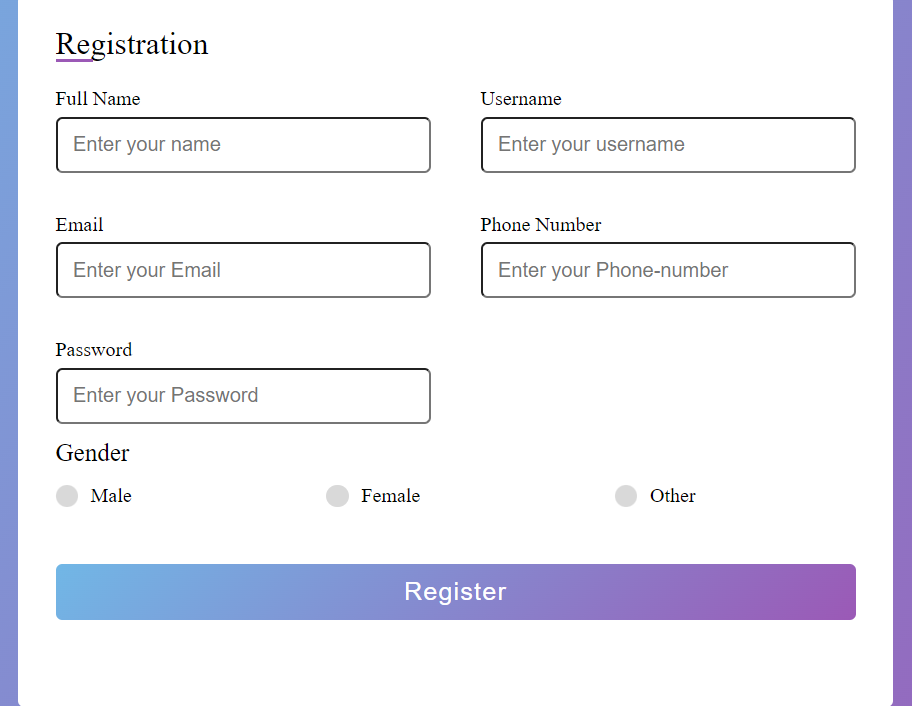 Registration
Full Name
Username
Enter your name
Enter your username
Email
Phone Number
Enter your Email
Enter your Phone-number
Password
Enter your Password
Gender
Male
Female
Other
Register